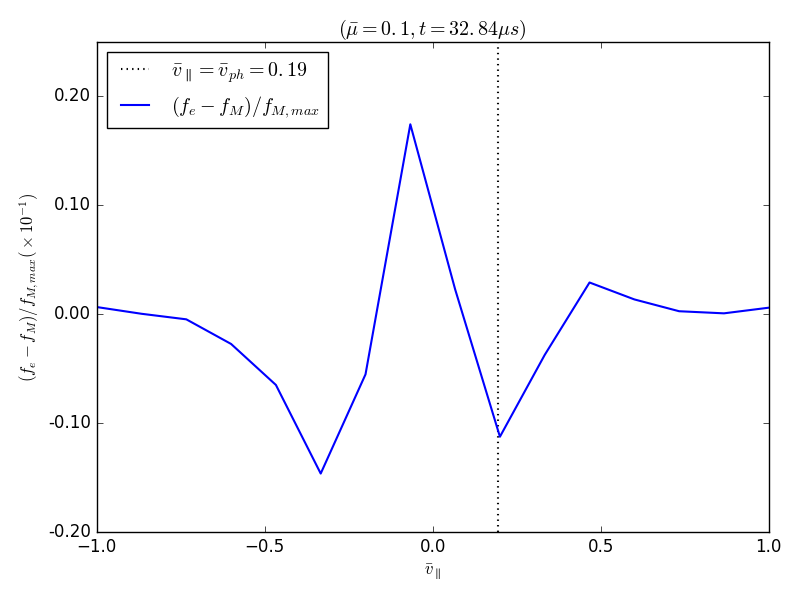 (μ̄ = 0.1, t = 32.84μs)
v̄∥ = v̄ph = 0.19
(fe − fM)/fM,max
0.20
0.10
0.00
-0.10
-0.20
(fe − fM)/fM,max(×10⁻¹)
−1.0 −0.5 0.0 0.5 1.0
v̄∥